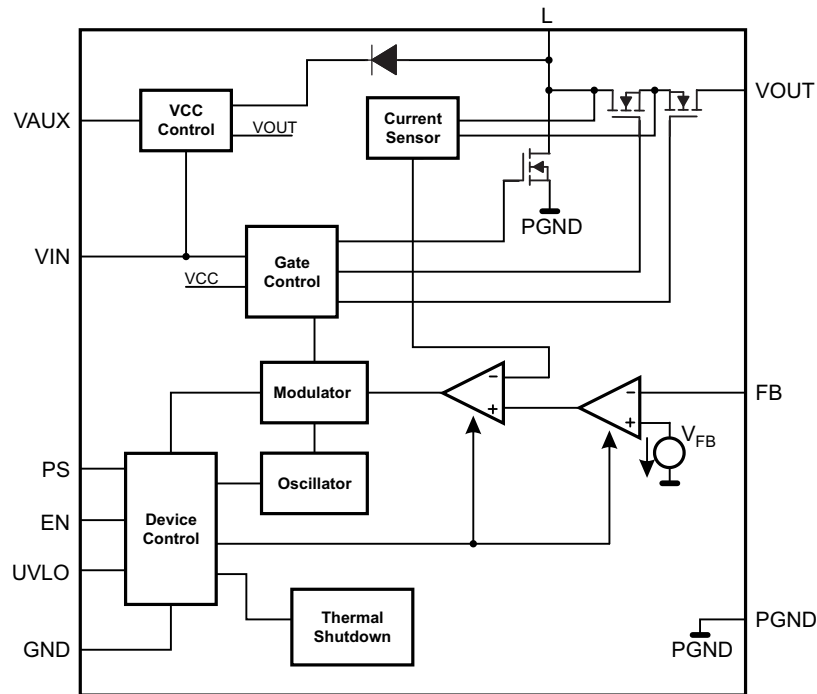 L
VAUX
VCC
Control
VOUT
Current
Sensor
VOUT
PGND
VIN
VCC
Gate
Control
Modulator
-
+
-
+
FB
VFB
PS
EN
UVLO
GND
Device
Control
Oscillator
Thermal
Shutdown
PGND
PGND